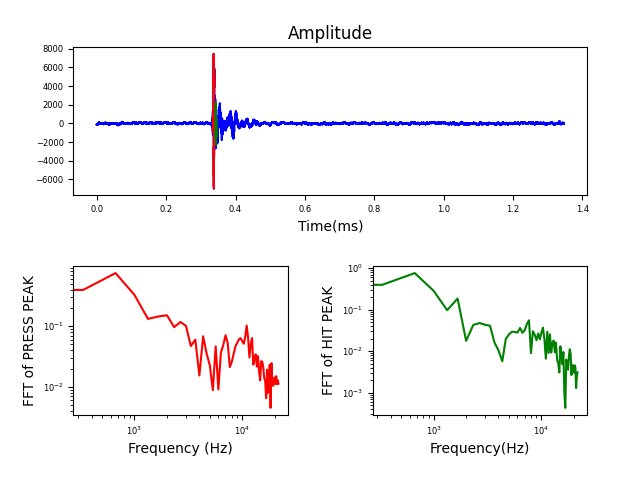 Amplitude
8000
6000
4000
2000
0
−2000
−4000
−6000
0.0 0.2 0.4 0.6 0.8 1.0 1.2 1.4
Time(ms)
FFT of PRESS PEAK
10⁻¹
10⁻²
10³ 10⁴
Frequency (Hz)
FFT of HIT PEAK
10⁰
10⁻¹
10⁻²
10⁻³
10³ 10⁴
Frequency(Hz)